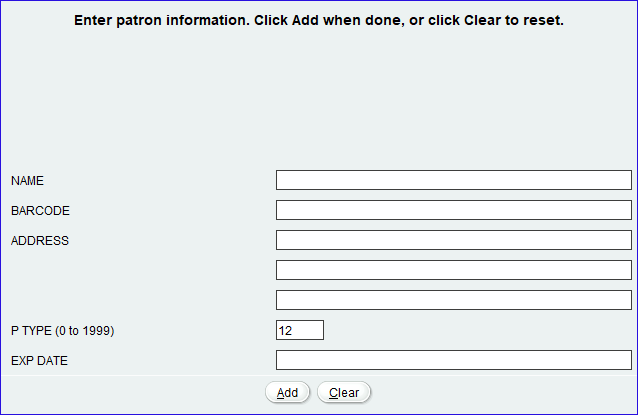 Enter patron information. Click Add when done, or click Clear to reset.
NAME
BARCODE
ADDRESS
P TYPE (0 to 1999) 12
EXP DATE
Add Clear